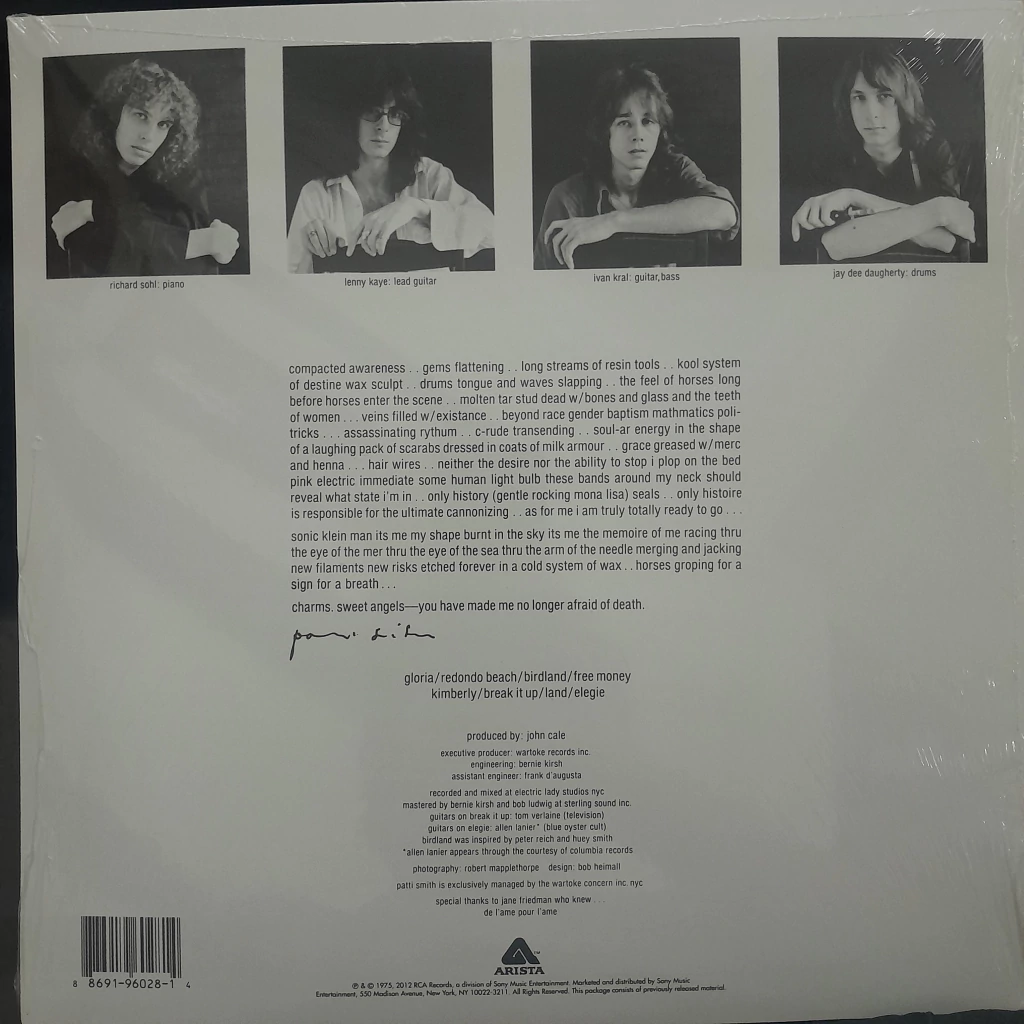 richard sohl: piano
lenny kaye: lead guitar
ivan kral: guitar, bass
jay dee daugherty: drums
compacted awareness . . gems flattening . . long streams of resin tools . . kool system
of destine wax sculpt . . drums tongue and waves slapping . . the feel of horses long
before horses enter the scene . . molten tar stud dead w/bones and glass and the teeth
of women . . . veins filled w/existance . . beyond race gender baptism mathmatics poli-
tricks . . . assassinating rythum . . c-rude transending . . soul-ar energy in the shape
of a laughing pack of scarabs dressed in coats of milk armour . . grace greased w/merc
and henna . . . hair wires . . neither the desire nor the ability to stop i plop on the bed
pink electric immediate some human light bulb these bands around my neck should
reveal what state i'm in . . only history (gentle rocking mona lisa) seals . . only histoire
is responsible for the ultimate cannonizing . . as for me i am truly totally ready to go . . .
sonic klein man its me my shape burnt in the sky its me the memoire of me racing thru
the eye of the mer thru the eye of the sea thru the arm of the needle merging and jacking
new filaments new risks etched forever in a cold system of wax . . horses groping for a
sign for a breath . . .
charms. sweet angels—you have made me no longer afraid of death.
gloria/redondo beach/birdland/free money
kimberly/break it up/land/elegie
produced by: john cale
executive producer: wartoke records inc.
engineering: bernie kirsh
assistant engineer: frank d'augusta
recorded and mixed at electric lady studios nyc
mastered by bernie kirsh and bob ludwig at sterling sound inc.
guitars on break it up: tom verlaine (television)
guitars on elegie: allen lanier* (blue oyster cult)
birdland was inspired by peter reich and huey smith
*allen lanier appears through the courtesy of columbia records
photography: robert mapplethorpe design: bob heimall
patti smith is exclusively managed by the wartoke concern inc. nyc
special thanks to jane friedman who knew . . .
de l'ame pour l'ame
ARISTA™
8 8691-96028-1 4
℗ & © 1975, 2012 RCA Records, a division of Sony Music Entertainment. Marketed and distributed by Sony Music
Entertainment, 550 Madison Avenue, New York, NY 10022-3211. All Rights Reserved. This package consists of previously released material.